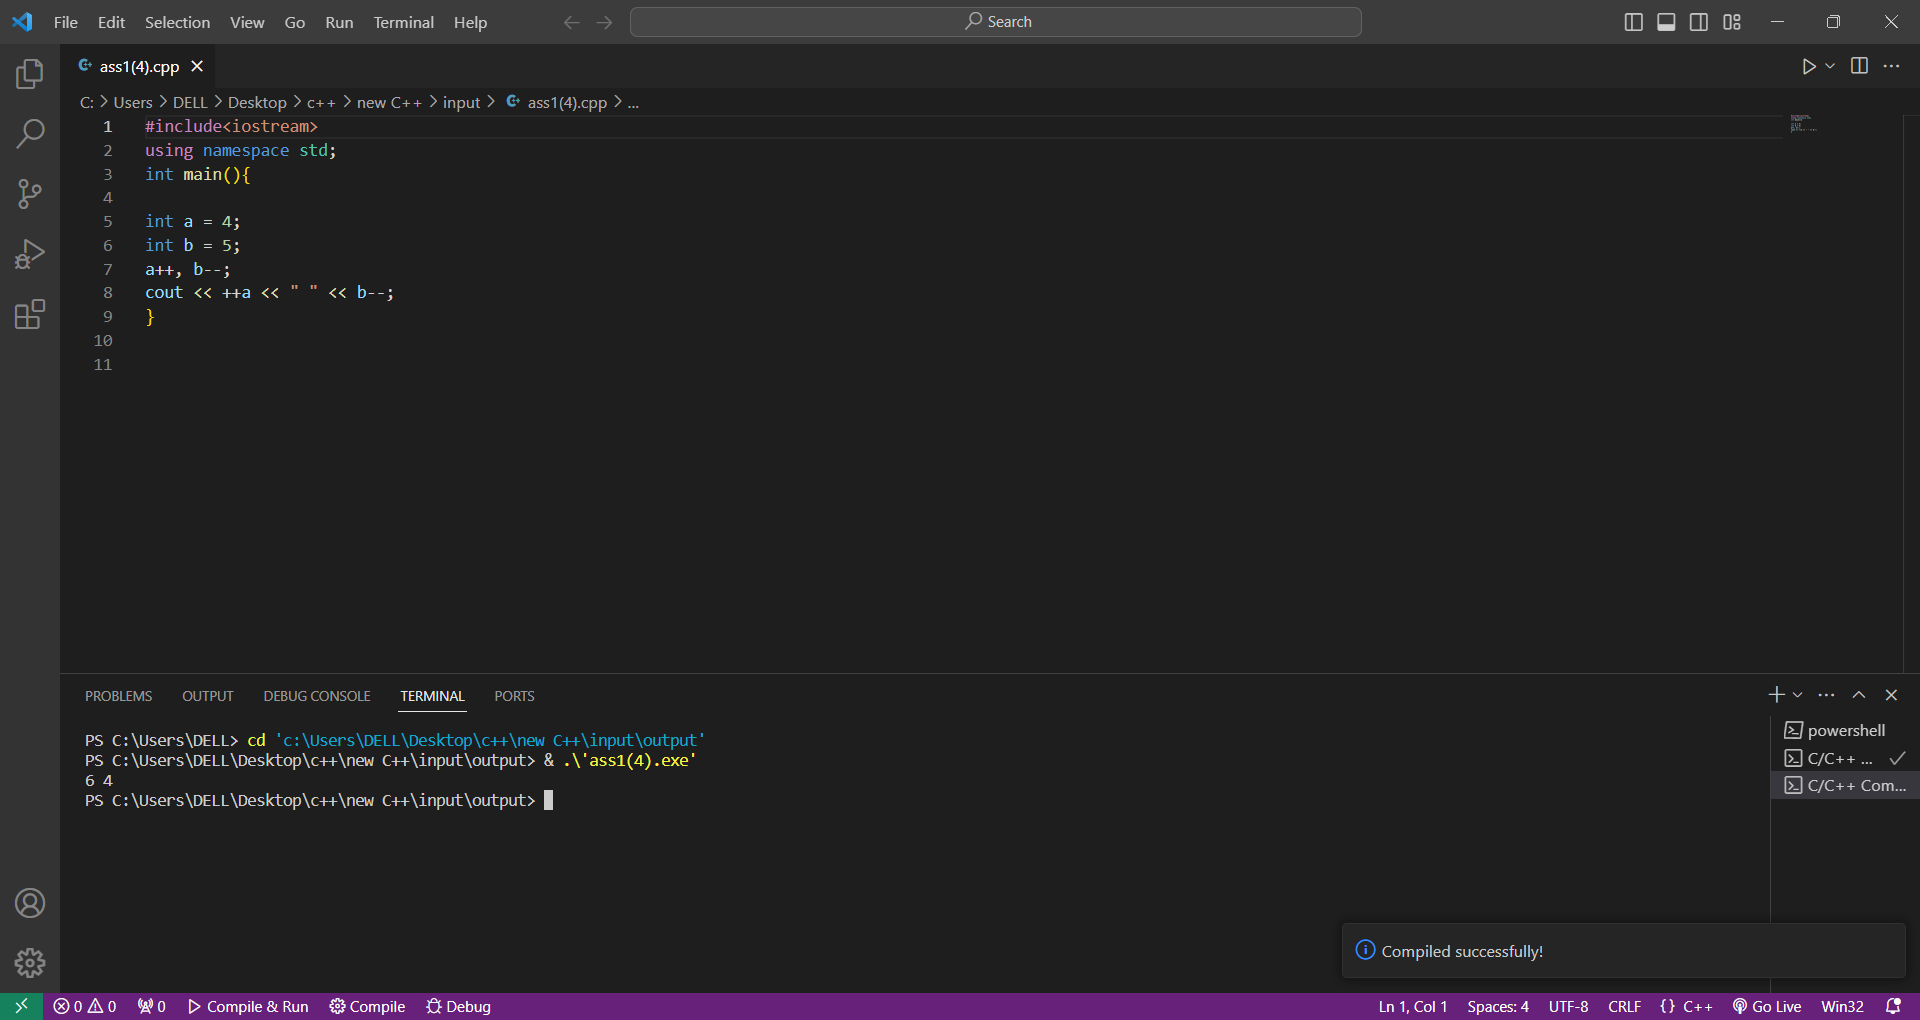 File Edit Selection View Go Run Terminal Help
Search
ass1(4).cpp
C: > Users > DELL > Desktop > c++ > new C++ > input > ass1(4).cpp > ...
1 #include<iostream>
2 using namespace std;
3 int main(){
4
5 int a = 4;
6 int b = 5;
7 a++, b--;
8 cout << ++a << " " << b--;
9 }
10
11
PROBLEMS OUTPUT DEBUG CONSOLE TERMINAL PORTS
PS C:\Users\DELL> cd 'c:\Users\DELL\Desktop\c++\new C++\input\output'
PS C:\Users\DELL\Desktop\c++\new C++\input\output> & .\'ass1(4).exe'
6 4
PS C:\Users\DELL\Desktop\c++\new C++\input\output>
powershell
C/C++ ...
C/C++ Com...
Compiled successfully!
0 0 0 Compile & Run Compile Debug Ln 1, Col 1 Spaces: 4 UTF-8 CRLF {} C++ Go Live Win32